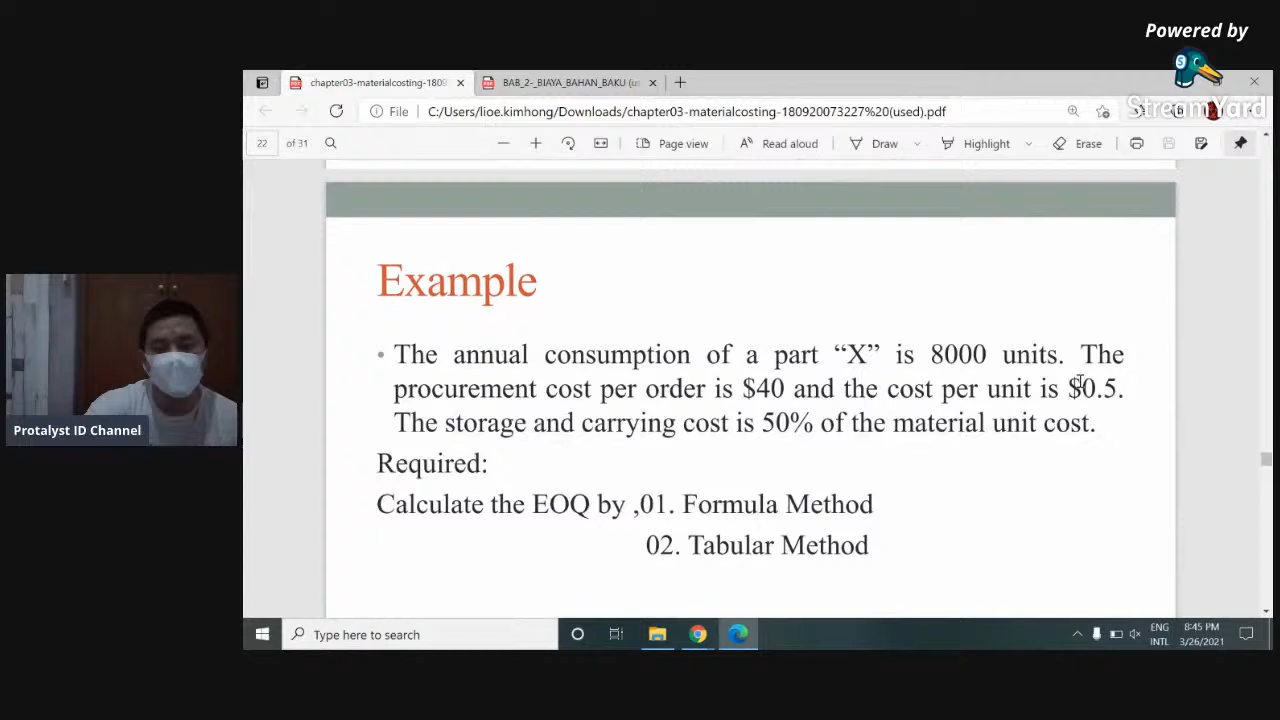 Powered by
S
StreamYard
chapter03-materialcosting-1809
BAB_2-_BIAYA_BAHAN_BAKU (us
File
C:/Users/lioe.kimhong/Downloads/chapter03-materialcosting-180920073227%20(used).pdf
22 of 31
Page view
Read aloud
Draw
Highlight
Erase
Example
• The annual consumption of a part “X” is 8000 units. The
procurement cost per order is $40 and the cost per unit is $0.5.
The storage and carrying cost is 50% of the material unit cost.
Required:
Calculate the EOQ by ,01. Formula Method
02. Tabular Method
Protalyst ID Channel
Type here to search
ENG
INTL
8:45 PM
3/26/2021